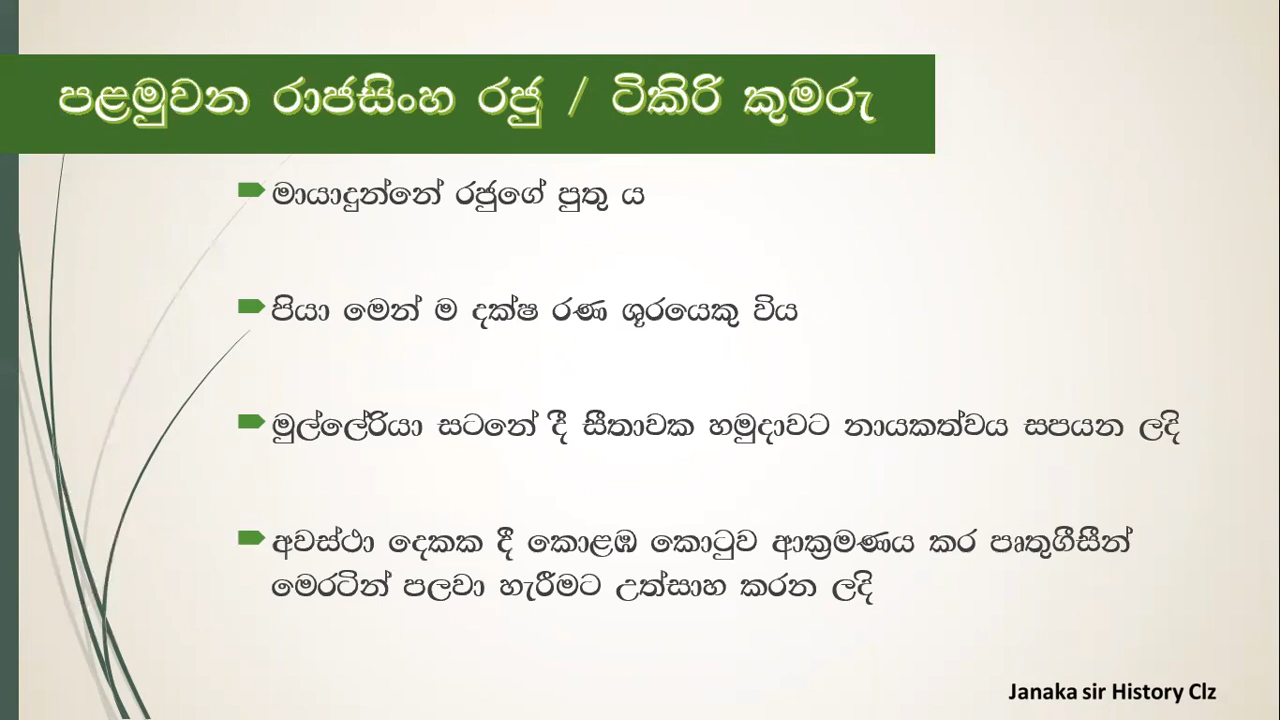 පළමුවන රාජසිංහ රජු / ටිකිරි කුමරු
මායාදුන්නේ රජුගේ පුතු ය
පියා මෙන් ම දක්ෂ රණ ශූරයෙකු විය
මුල්ලේරියා සටනේ දී සීතාවක හමුදාවට නායකත්වය සපයන ලදි
අවස්ථා දෙකක දී කොළඹ කොටුව ආක්‍රමණය කර පෘතුගීසීන්
මෙරටින් පලවා හැරීමට උත්සාහ කරන ලදි
Janaka sir History Clz